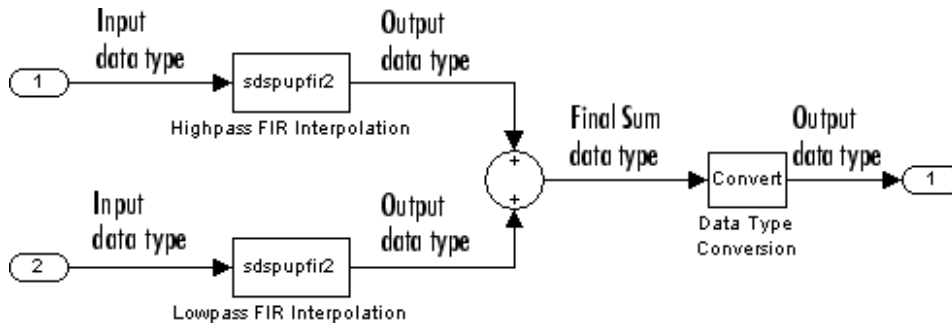 Input
data type
Output
data type
1
sdspupfir2
Highpass FIR Interpolation
+
+
Final Sum
data type
Convert
Data Type
Conversion
Output
data type
1
Input
data type
Output
data type
2
sdspupfir2
Lowpass FIR Interpolation